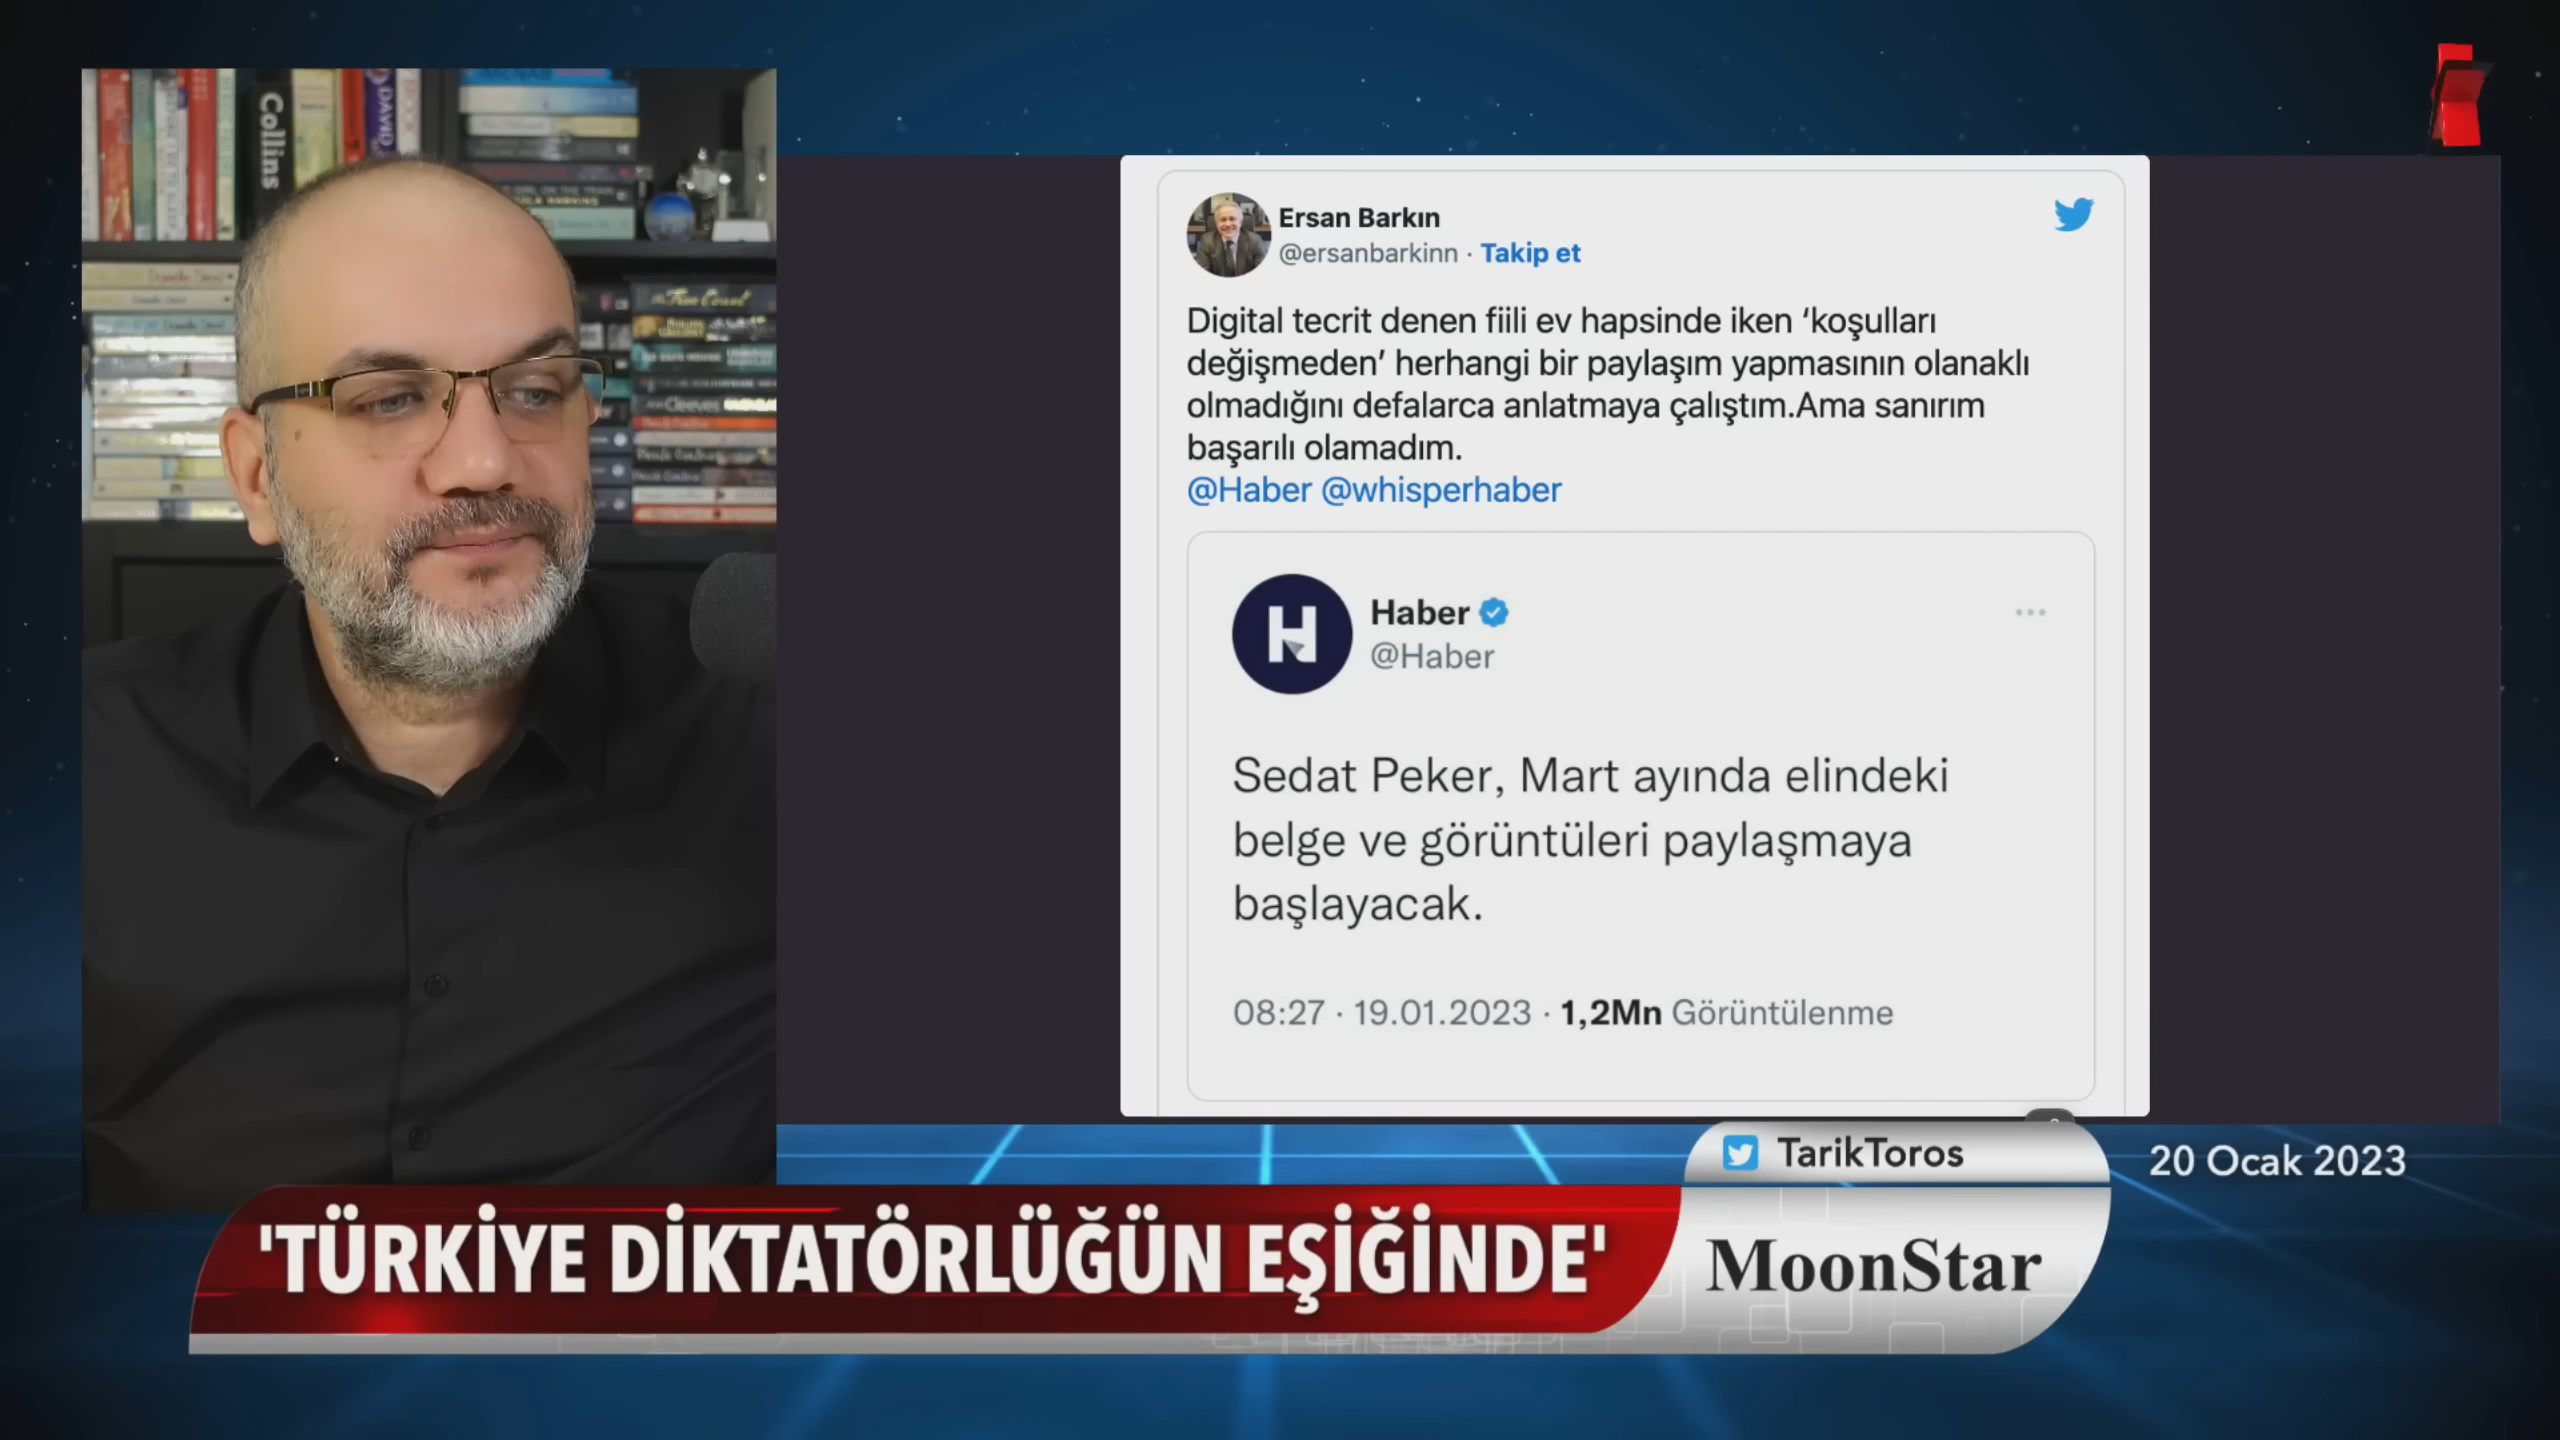 Collins
DAVID
Ersan Barkın
@ersanbarkinn · Takip et
Digital tecrit denen fiili ev hapsinde iken ‘koşulları
değişmeden’ herhangi bir paylaşım yapmasının olanaklı
olmadığını defalarca anlatmaya çalıştım.Ama sanırım
başarılı olamadım.
@Haber @whisperhaber
H
Haber
@Haber
Sedat Peker, Mart ayında elindeki
belge ve görüntüleri paylaşmaya
başlayacak.
08:27 · 19.01.2023 · 1,2Mn Görüntülenme
TarikToros
20 Ocak 2023
'TÜRKİYE DİKTATÖRLÜĞÜN EŞİĞİNDE'
MoonStar